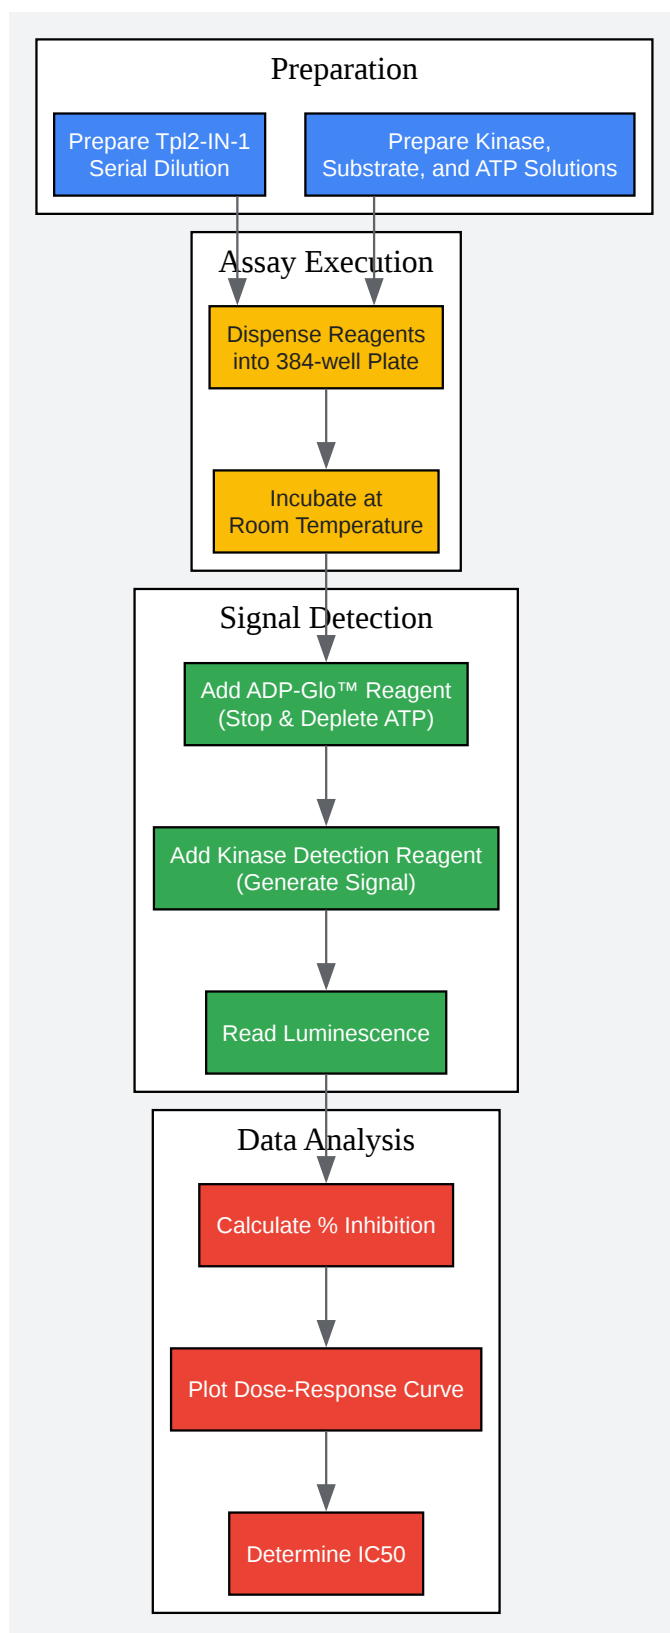 Preparation
Prepare Tpl2-IN-1
Serial Dilution
Prepare Kinase,
Substrate, and ATP Solutions
Assay Execution
Dispense Reagents
into 384-well Plate
Incubate at
Room Temperature
Signal Detection
Add ADP-Glo™ Reagent
(Stop & Deplete ATP)
Add Kinase Detection Reagent
(Generate Signal)
Read Luminescence
Data Analysis
Calculate % Inhibition
Plot Dose-Response Curve
Determine IC50